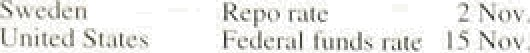 Sweden Repo rate 2 Nov.
United States Federal funds rate 15 Nov.